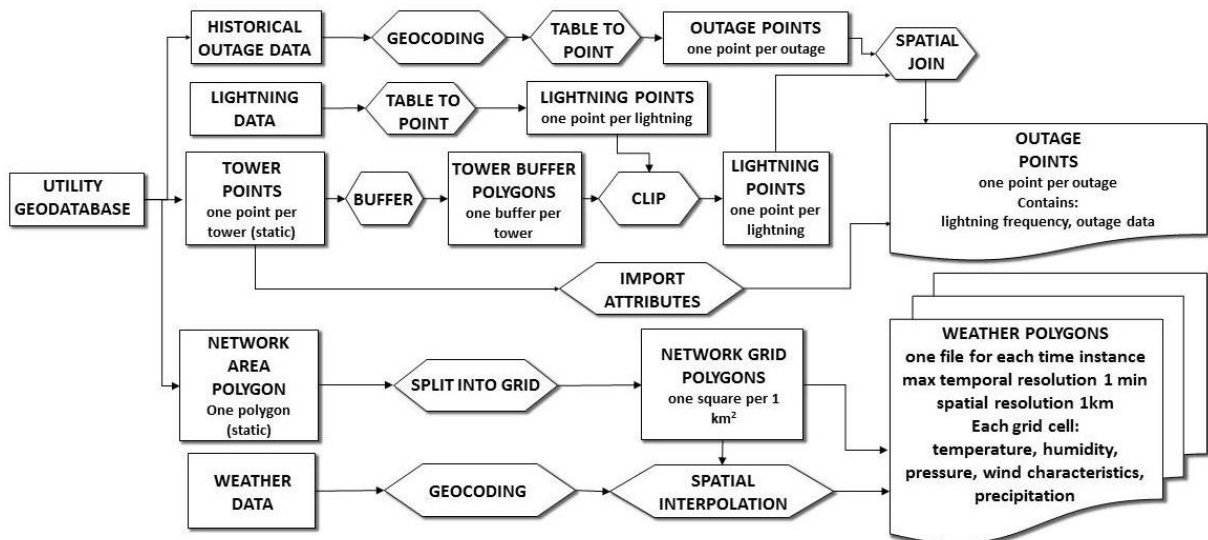 HISTORICAL
OUTAGE DATA
GEOCODING
TABLE TO
POINT
OUTAGE POINTS
one point per outage
SPATIAL
JOIN
LIGHTNING
DATA
TABLE TO
POINT
LIGHTNING POINTS
one point per lightning
UTILITY
GEODATABASE
TOWER
POINTS
one point per
tower (static)
BUFFER
TOWER BUFFER
POLYGONS
one buffer per
tower
CLIP
LIGHTNING
POINTS
one point per
lightning
OUTAGE
POINTS
one point per outage
Contains:
lightning frequency, outage data
IMPORT
ATTRIBUTES
NETWORK
AREA
POLYGON
One polygon
(static)
SPLIT INTO GRID
NETWORK GRID
POLYGONS
one square per 1
km²
WEATHER POLYGONS
one file for each time instance
max temporal resolution 1 min
spatial resolution 1km
Each grid cell:
temperature, humidity,
pressure, wind characteristics,
precipitation
WEATHER
DATA
GEOCODING
SPATIAL
INTERPOLATION